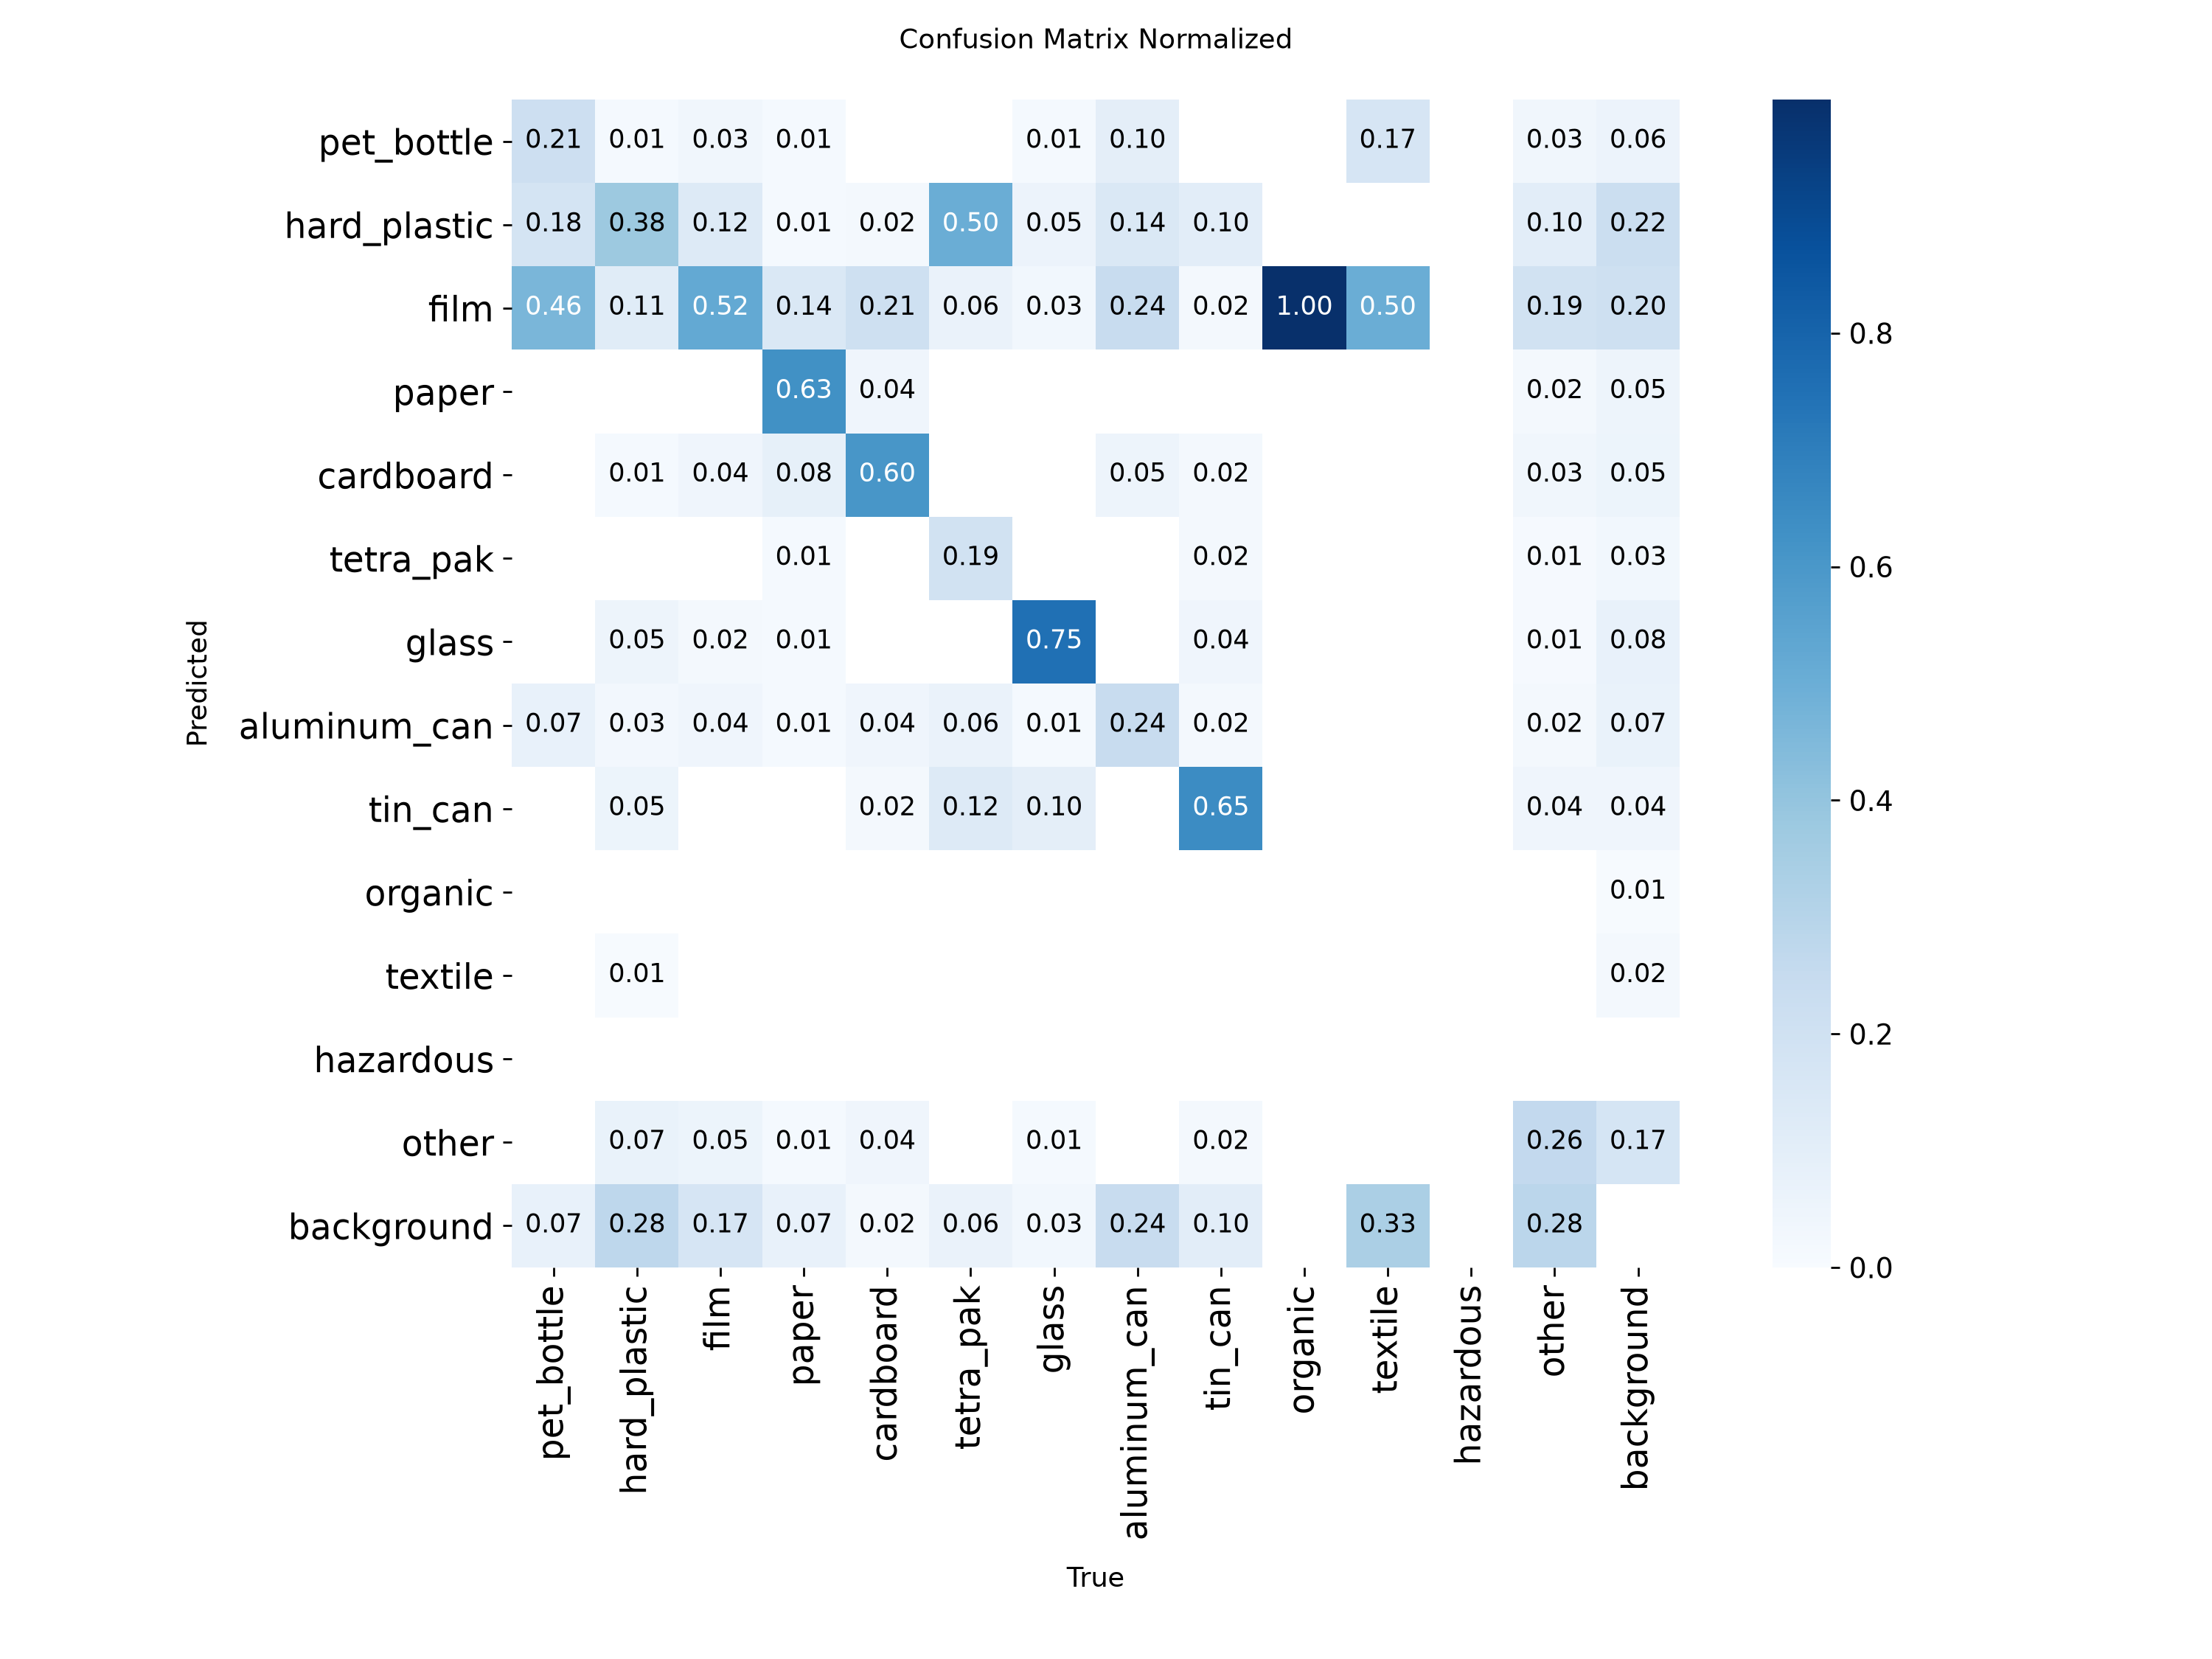 Confusion Matrix Normalized
pet_bottle 0.21 0.01 0.03 0.01 0.01 0.10 0.17 0.03 0.06
hard_plastic 0.18 0.38 0.12 0.01 0.02 0.50 0.05 0.14 0.10 0.10 0.22
film 0.46 0.11 0.52 0.14 0.21 0.06 0.03 0.24 0.02 1.00 0.50 0.19 0.20
paper 0.63 0.04 0.02 0.05
cardboard 0.01 0.04 0.08 0.60 0.05 0.02 0.03 0.05
tetra_pak 0.01 0.19 0.02 0.01 0.03
glass 0.05 0.02 0.01 0.75 0.04 0.01 0.08
aluminum_can 0.07 0.03 0.04 0.01 0.04 0.06 0.01 0.24 0.02 0.02 0.07
tin_can 0.05 0.02 0.12 0.10 0.65 0.04 0.04
organic 0.01
textile 0.01 0.02
hazardous
other 0.07 0.05 0.01 0.04 0.01 0.02 0.26 0.17
background 0.07 0.28 0.17 0.07 0.02 0.06 0.03 0.24 0.10 0.33 0.28
Predicted
pet_bottle
hard_plastic
film
paper
cardboard
tetra_pak
glass
aluminum_can
tin_can
organic
textile
hazardous
other
background
True
0.8
0.6
0.4
0.2
0.0